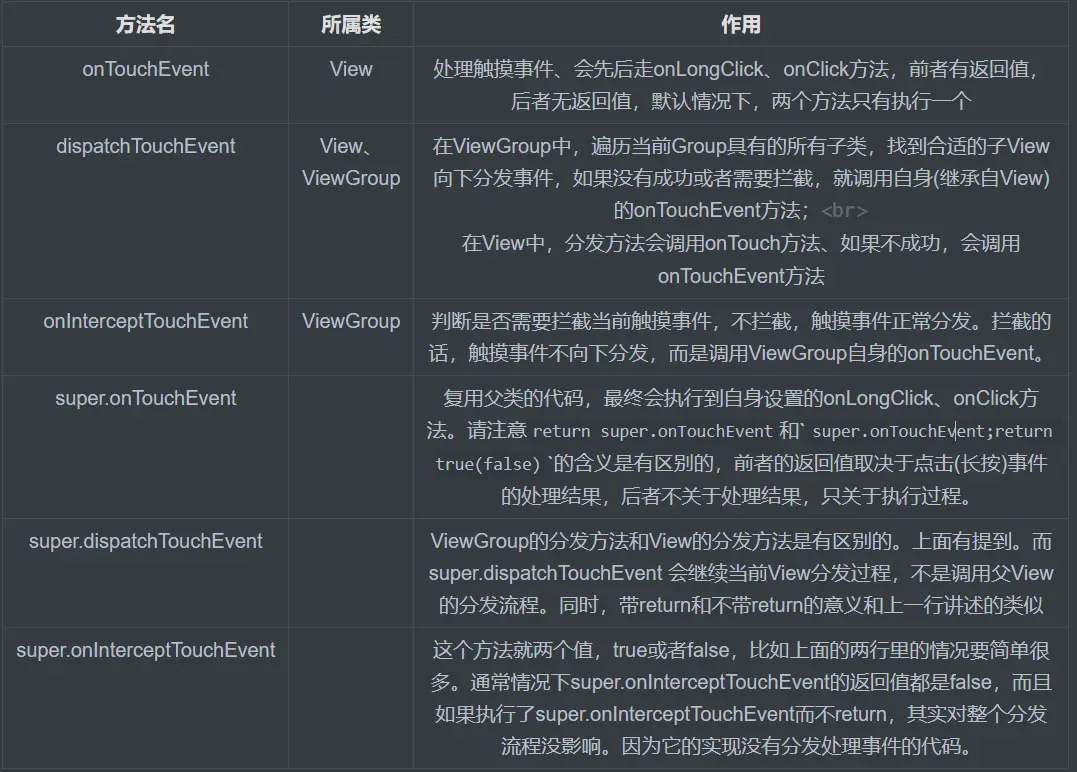 方法名 所属类 作用
onTouchEvent View 处理触摸事件、会先后走onLongClick、onClick方法，前者有返回值，
后者无返回值，默认情况下，两个方法只有执行一个
dispatchTouchEvent View、 在ViewGroup中，遍历当前Group具有的所有子类，找到合适的子View
ViewGroup 向下分发事件，如果没有成功或者需要拦截，就调用自身(继承自View)
的onTouchEvent方法；<br>
在View中，分发方法会调用onTouch方法、如果不成功，会调用
onTouchEvent方法
onInterceptTouchEvent ViewGroup 判断是否需要拦截当前触摸事件，不拦截，触摸事件正常分发。拦截的
话，触摸事件不向下分发，而是调用ViewGroup自身的onTouchEvent。
super.onTouchEvent 复用父类的代码，最终会执行到自身设置的onLongClick、onClick方
法。请注意 return super.onTouchEvent 和` super.onTouchEvent;return
true(false) `的含义是有区别的，前者的返回值取决于点击(长按)事件
的处理结果，后者不关于处理结果，只关于执行过程。
super.dispatchTouchEvent ViewGroup的分发方法和View的分发方法是有区别的。上面有提到。而
super.dispatchTouchEvent 会继续当前View分发过程，不是调用父View
的分发流程。同时，带return和不带return的意义和上一行讲述的类似
super.onInterceptTouchEvent 这个方法就两个值，true或者false，比如上面的两行里的情况要简单很
多。通常情况下super.onInterceptTouchEvent的返回值都是false，而且
如果执行了super.onInterceptTouchEvent而不return，其实对整个分发
流程没影响。因为它的实现没有分发处理事件的代码。